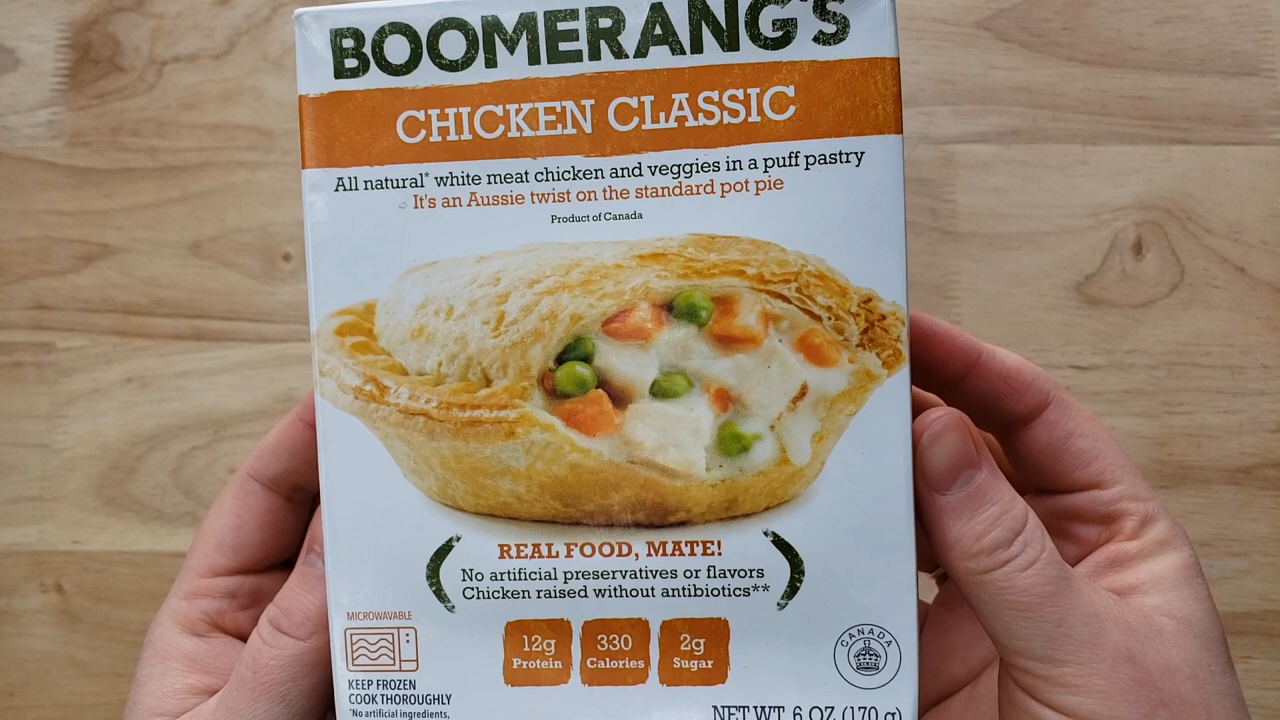 BOOMERANG'S
CHICKEN CLASSIC
All natural* white meat chicken and veggies in a puff pastry
It's an Aussie twist on the standard pot pie
Product of Canada
REAL FOOD, MATE!
No artificial preservatives or flavors
Chicken raised without antibiotics**
MICROWAVABLE
KEEP FROZEN
COOK THOROUGHLY
*No artificial ingredients,
12g
Protein
330
Calories
2g
Sugar
CANADA
NET WT. 6 OZ (170 g)